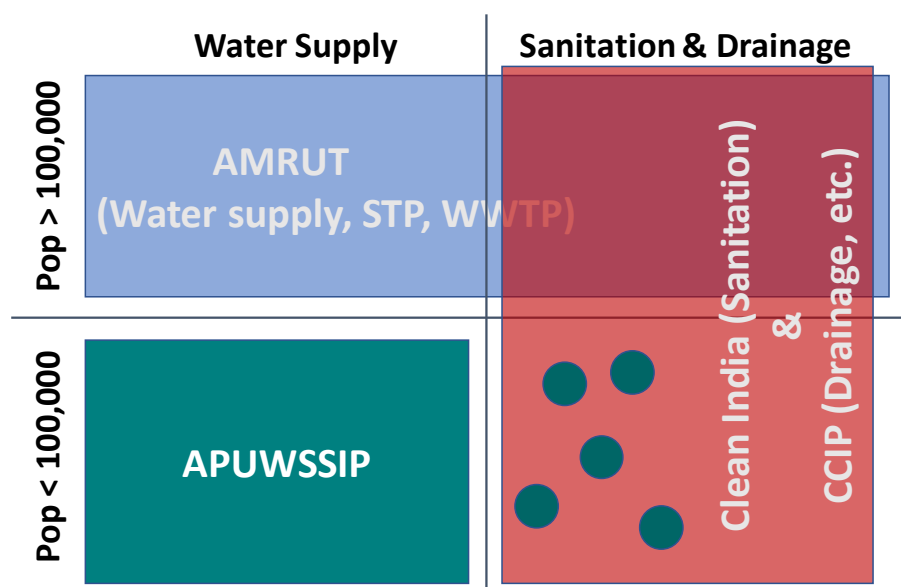 Water Supply
Sanitation & Drainage
Pop > 100,000
AMRUT
(Water supply, STP, WWTP)
Clean India (Sanitation)
&
CCIP (Drainage, etc.)
Pop < 100,000
APUWSSIP